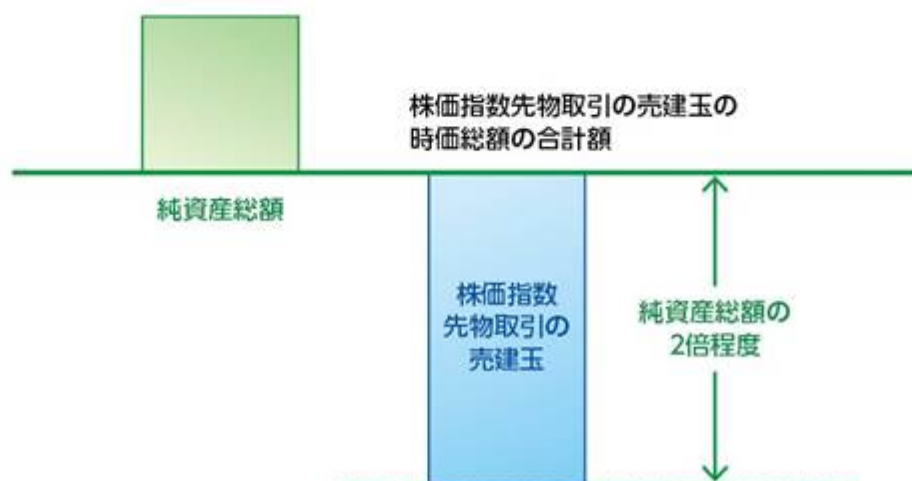 株価指数先物取引の売建玉の
時価総額の合計額
純資産総額
株価指数
先物取引の
売建玉
純資産総額の
2倍程度